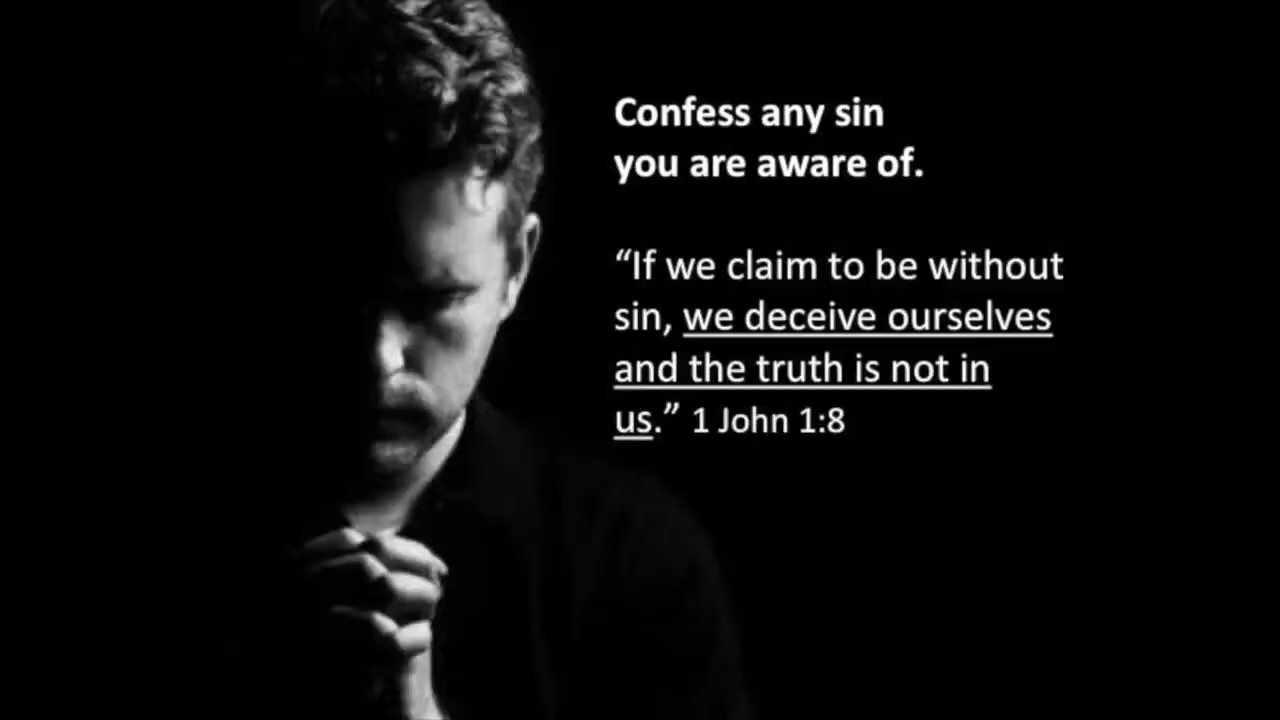 Confess any sin
you are aware of.
“If we claim to be without
sin, we deceive ourselves
and the truth is not in
us.” 1 John 1:8